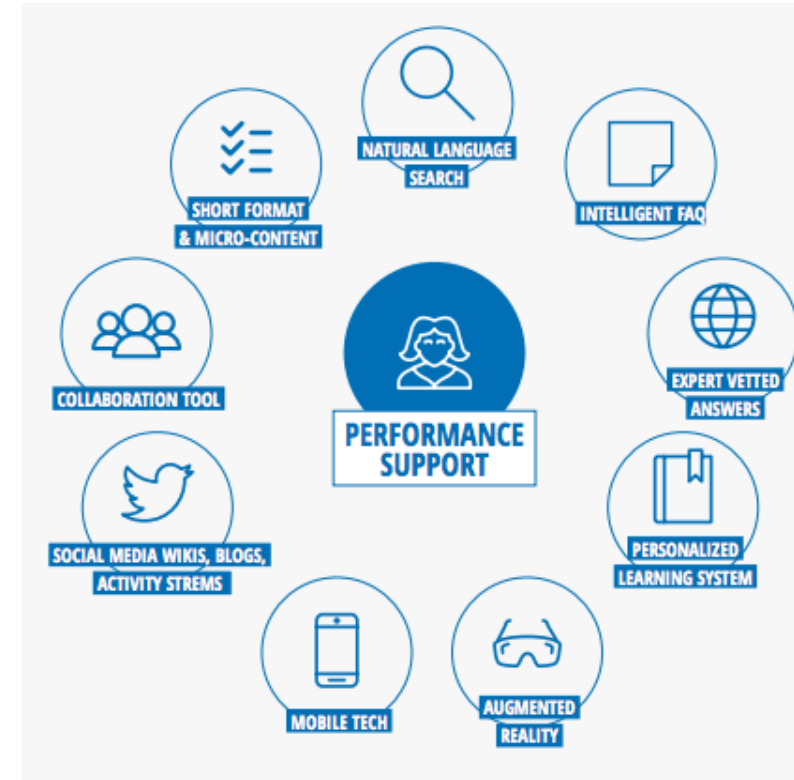 NATURAL LANGUAGE
SEARCH
SHORT FORMAT
& MICRO-CONTENT
INTELLIGENT FAQ
COLLABORATION TOOL
EXPERT VETTED
ANSWERS
PERFORMANCE
SUPPORT
SOCIAL MEDIA WIKIS, BLOGS,
ACTIVITY STREMS
PERSONALIZED
LEARNING SYSTEM
MOBILE TECH
AUGMENTED
REALITY